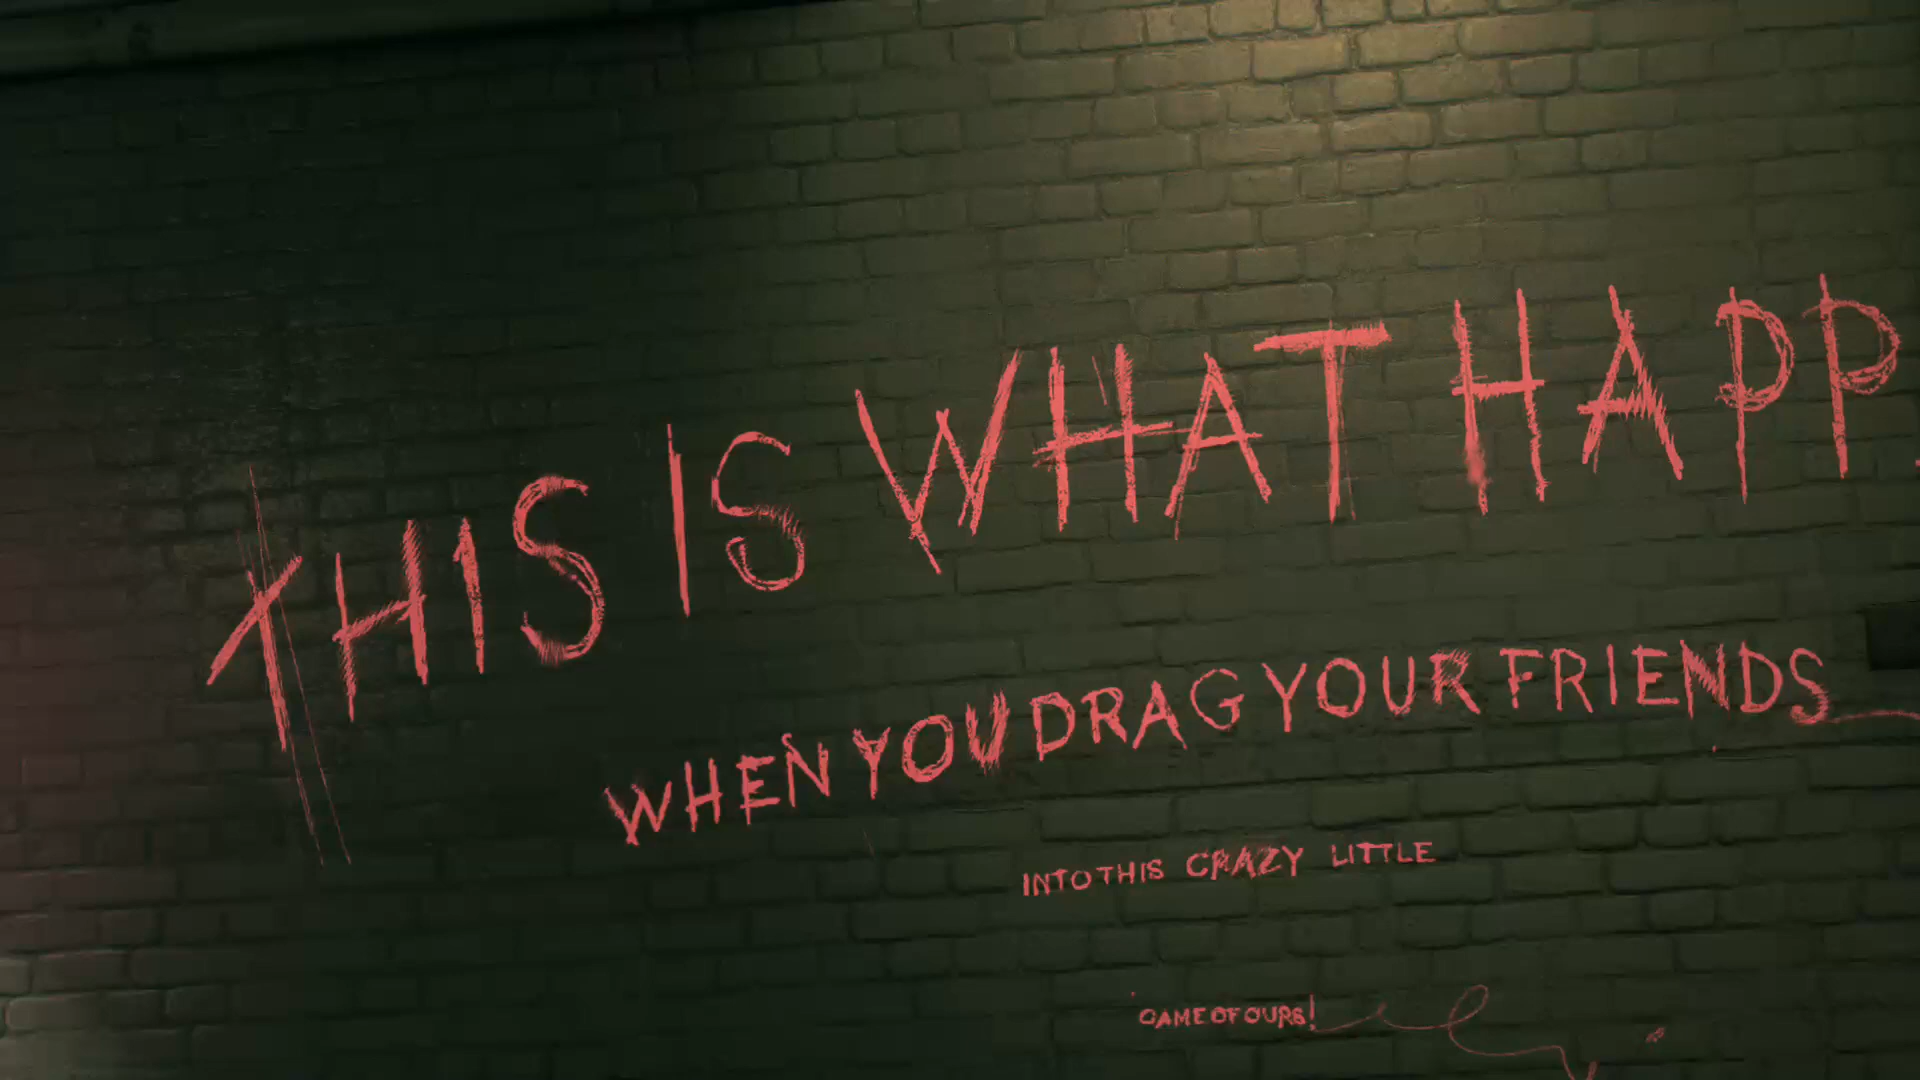 THIS IS WHAT HAPP
WHEN YOU DRAG YOUR FRIENDS
INTO THIS CRAZY LITTLE
GAME OF OURS!